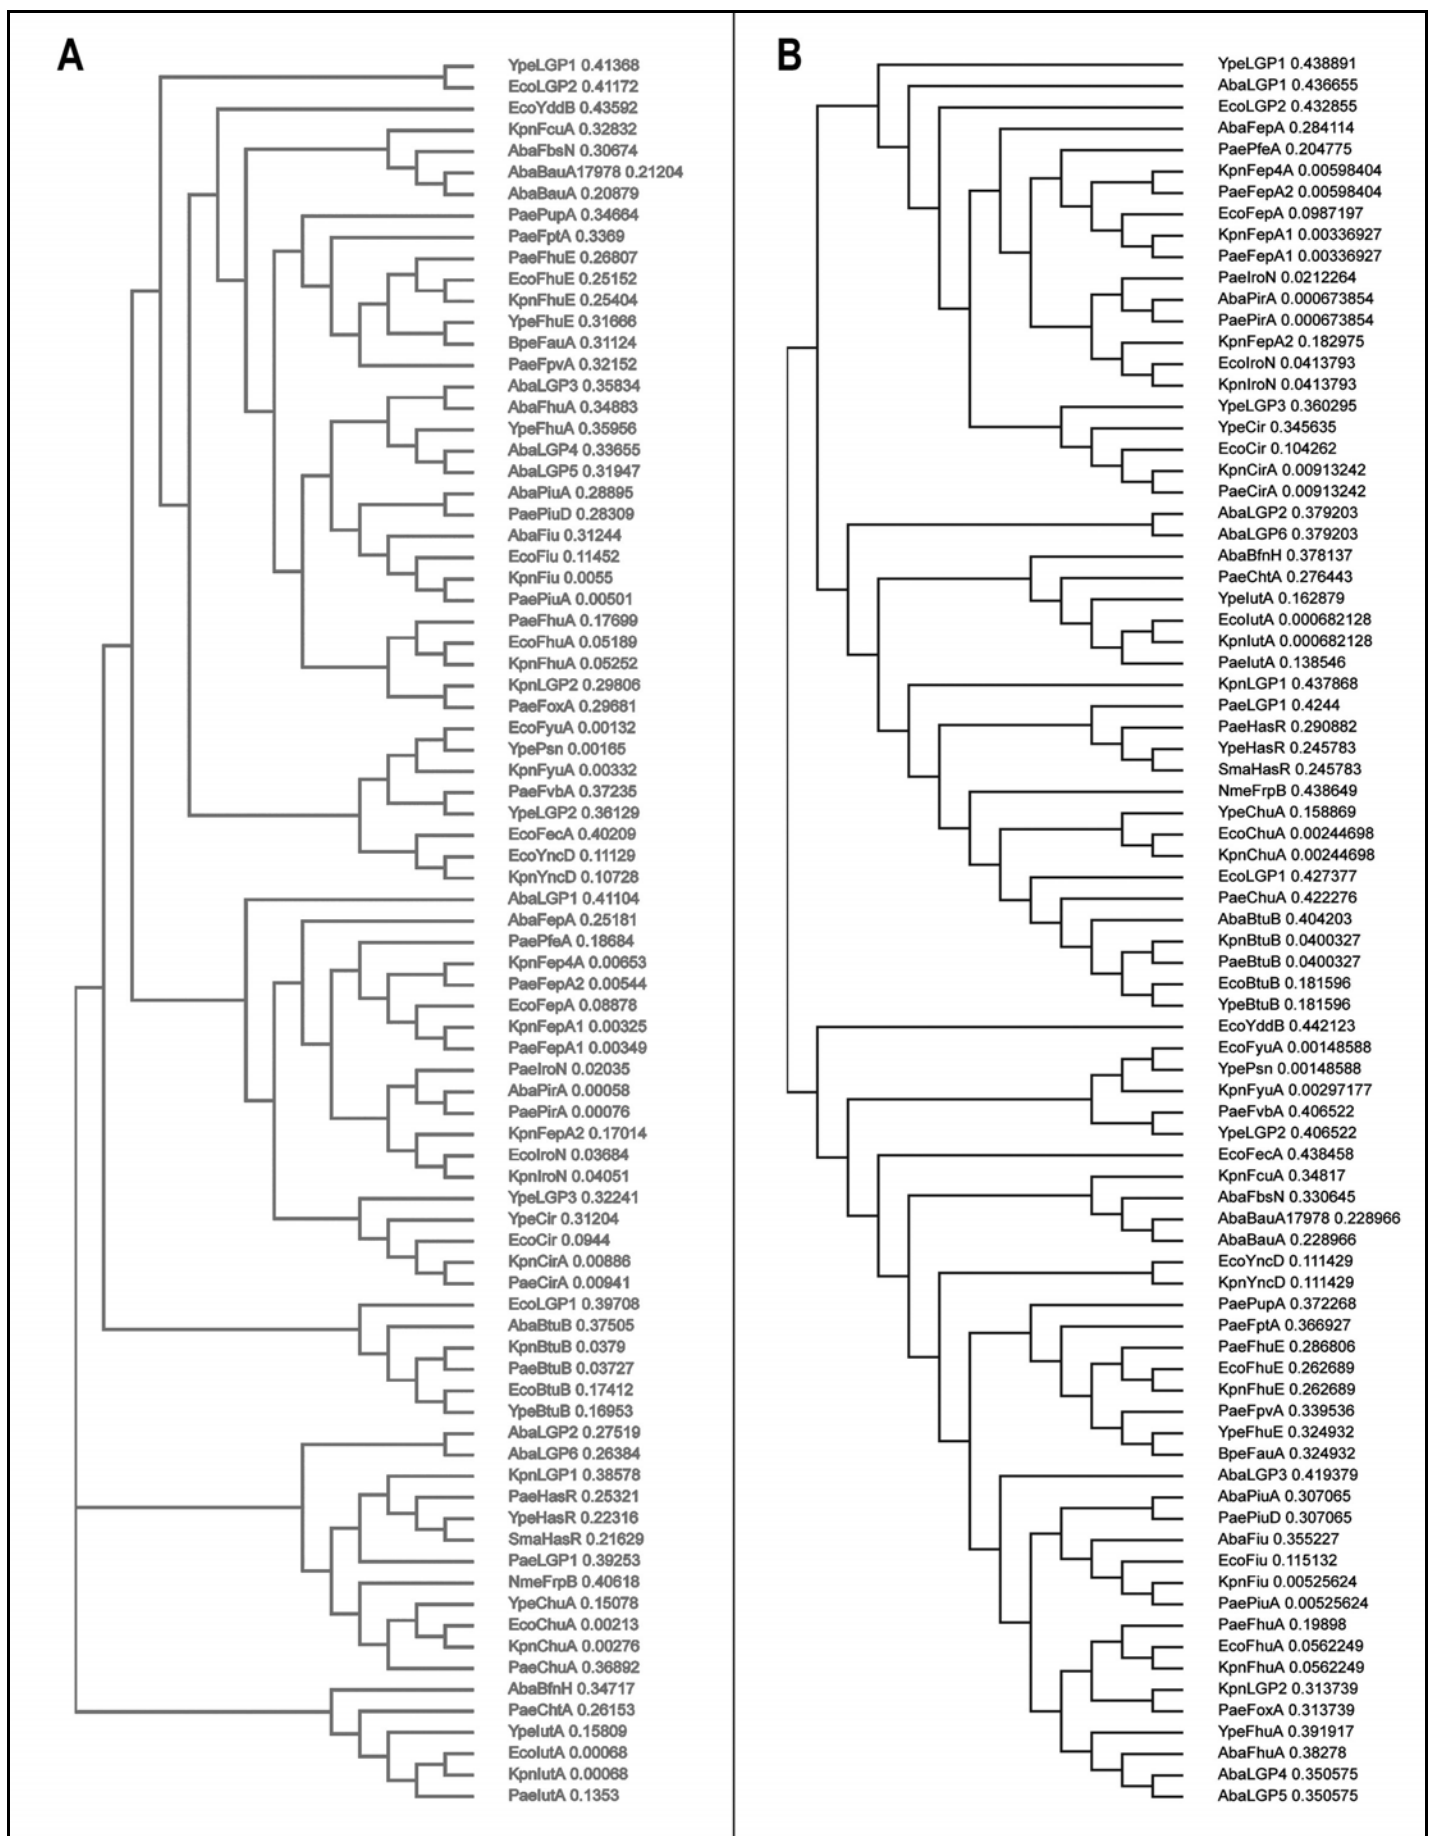 A
YpeLGP1 0.41368
EcoLGP2 0.41172
EcoYddB 0.43592
KpnFcuA 0.32832
AbaFbsN 0.30674
AbaBauA17978 0.21204
AbaBauA 0.20879
PaePupA 0.34664
PaeFptA 0.3369
PaeFhuE 0.26807
EcoFhuE 0.25152
KpnFhuE 0.25404
YpeFhuE 0.31666
BpeFauA 0.31124
PaeFpvA 0.32152
AbaLGP3 0.35834
AbaFhuA 0.34883
YpeFhuA 0.35956
AbaLGP4 0.33655
AbaLGP5 0.31947
AbaPiuA 0.28895
PaePiuD 0.28309
AbaFiu 0.31244
EcoFiu 0.11452
KpnFiu 0.0055
PaePiuA 0.00501
PaeFhuA 0.17699
EcoFhuA 0.05189
KpnFhuA 0.05252
KpnLGP2 0.29806
PaeFoxA 0.29681
EcoFyuA 0.00132
YpePsn 0.00165
KpnFyuA 0.00332
PaeFvbA 0.37235
YpeLGP2 0.36129
EcoFecA 0.40209
EcoYncD 0.11129
KpnYncD 0.10728
AbaLGP1 0.41104
AbaFepA 0.25181
PaePfeA 0.18684
KpnFep4A 0.00653
PaeFepA2 0.00544
EcoFepA 0.08878
KpnFepA1 0.00325
PaeFepA1 0.00349
PaeIroN 0.02035
AbaPirA 0.00058
PaePirA 0.00076
KpnFepA2 0.17014
EcoIroN 0.03684
KpnIroN 0.04051
YpeLGP3 0.32241
YpeCir 0.31204
EcoCir 0.0944
KpnCirA 0.00886
PaeCirA 0.00941
EcoLGP1 0.39708
AbaBtuB 0.37505
KpnBtuB 0.0379
PaeBtuB 0.03727
EcoBtuB 0.17412
YpeBtuB 0.16953
AbaLGP2 0.27519
AbaLGP6 0.26384
KpnLGP1 0.38578
PaeHasR 0.25321
YpeHasR 0.22316
SmaHasR 0.21629
PaeLGP1 0.39253
NmeFrpB 0.40618
YpeChuA 0.15078
EcoChuA 0.00213
KpnChuA 0.00276
PaeChuA 0.36892
AbaBfnH 0.34717
PaeChtA 0.26153
YpeIutA 0.15809
EcoIutA 0.00068
KpnIutA 0.00068
PaeIutA 0.1353
B
YpeLGP1 0.438891
AbaLGP1 0.436655
EcoLGP2 0.432855
AbaFepA 0.284114
PaePfeA 0.204775
KpnFep4A 0.00598404
PaeFepA2 0.00598404
EcoFepA 0.0987197
KpnFepA1 0.00336927
PaeFepA1 0.00336927
PaeIroN 0.0212264
AbaPirA 0.000673854
PaePirA 0.000673854
KpnFepA2 0.182975
EcoIroN 0.0413793
KpnIroN 0.0413793
YpeLGP3 0.360295
YpeCir 0.345635
EcoCir 0.104262
KpnCirA 0.00913242
PaeCirA 0.00913242
AbaLGP2 0.379203
AbaLGP6 0.379203
AbaBfnH 0.378137
PaeChtA 0.276443
YpeIutA 0.162879
EcoIutA 0.000682128
KpnIutA 0.000682128
PaeIutA 0.138546
KpnLGP1 0.437868
PaeLGP1 0.4244
PaeHasR 0.290882
YpeHasR 0.245783
SmaHasR 0.245783
NmeFrpB 0.438649
YpeChuA 0.158869
EcoChuA 0.00244698
KpnChuA 0.00244698
EcoLGP1 0.427377
PaeChuA 0.422276
AbaBtuB 0.404203
KpnBtuB 0.0400327
PaeBtuB 0.0400327
EcoBtuB 0.181596
YpeBtuB 0.181596
EcoYddB 0.442123
EcoFyuA 0.00148588
YpePsn 0.00148588
KpnFyuA 0.00297177
PaeFvbA 0.406522
YpeLGP2 0.406522
EcoFecA 0.438458
KpnFcuA 0.34817
AbaFbsN 0.330645
AbaBauA17978 0.228966
AbaBauA 0.228966
EcoYncD 0.111429
KpnYncD 0.111429
PaePupA 0.372268
PaeFptA 0.366927
PaeFhuE 0.286806
EcoFhuE 0.262689
KpnFhuE 0.262689
PaeFpvA 0.339536
YpeFhuE 0.324932
BpeFauA 0.324932
AbaLGP3 0.419379
AbaPiuA 0.307065
PaePiuD 0.307065
AbaFiu 0.355227
EcoFiu 0.115132
KpnFiu 0.00525624
PaePiuA 0.00525624
PaeFhuA 0.19898
EcoFhuA 0.0562249
KpnFhuA 0.0562249
KpnLGP2 0.313739
PaeFoxA 0.313739
YpeFhuA 0.391917
AbaFhuA 0.38278
AbaLGP4 0.350575
AbaLGP5 0.350575